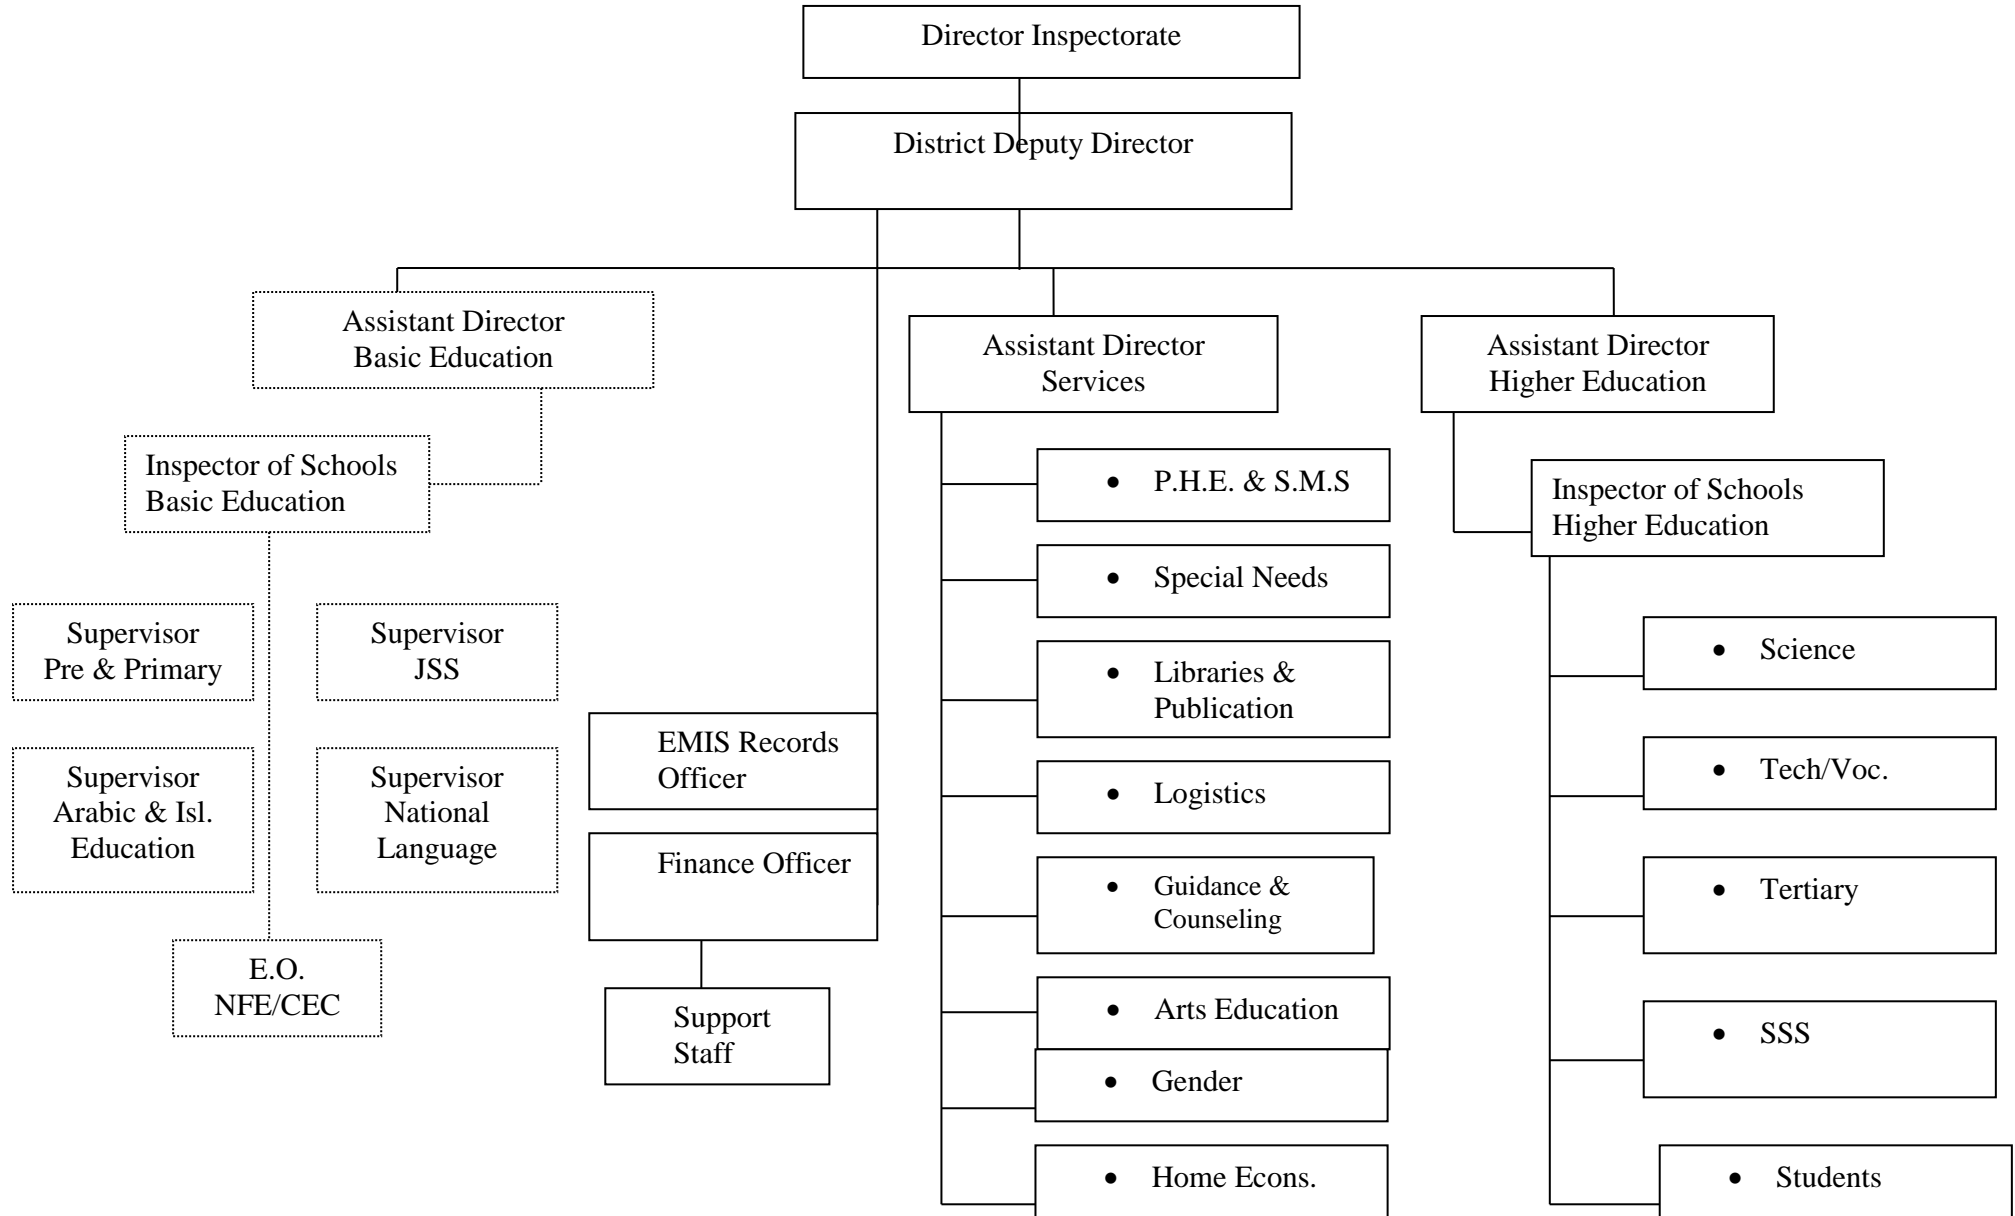 Director Inspectorate
District Deputy Director
Assistant Director
Basic Education
Inspector of Schools
Basic Education
Supervisor
Pre & Primary
Supervisor
JSS
Supervisor
Arabic & Isl.
Education
Supervisor
National
Language
E.O.
NFE/CEC
EMIS Records
Officer
Finance Officer
Support
Staff
Assistant Director
Services
• P.H.E. & S.M.S
• Special Needs
• Libraries &
Publication
• Logistics
• Guidance &
Counseling
• Arts Education
• Gender
• Home Econs.
Assistant Director
Higher Education
Inspector of Schools
Higher Education
• Science
• Tech/Voc.
• Tertiary
• SSS
• Students